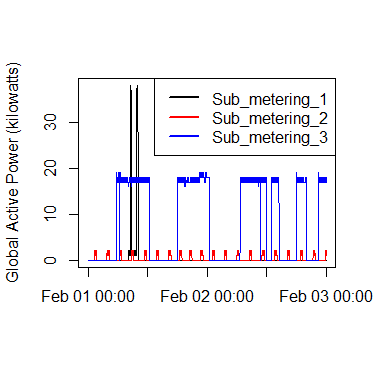 Sub_metering_1
Sub_metering_2
Sub_metering_3
Global Active Power (kilowatts)
30
20
10
0
Feb 01 00:00 Feb 02 00:00 Feb 03 00:00